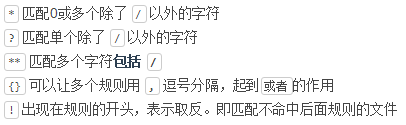 * 匹配0或多个除了 / 以外的字符
? 匹配单个除了 / 以外的字符
** 匹配多个字符包括 /
{} 可以让多个规则用 , 逗号分隔，起到 或者 的作用
! 出现在规则的开头，表示取反。即匹配不命中后面规则的文件